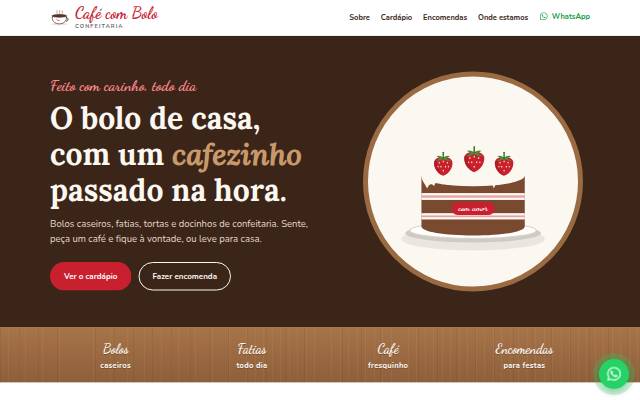 Café com Bolo
CONFEITARIA
Sobre Cardápio Encomendas Onde estamos WhatsApp
Feito com carinho, todo dia
O bolo de casa,
com um cafezinho
passado na hora.
Bolos caseiros, fatias, tortas e docinhos de confeitaria. Sente,
peça um café e fique à vontade, ou leve para casa.
Ver o cardápio Fazer encomenda
com amor
Bolos Fatias Café Encomendas
caseiros todo dia fresquinho para festas